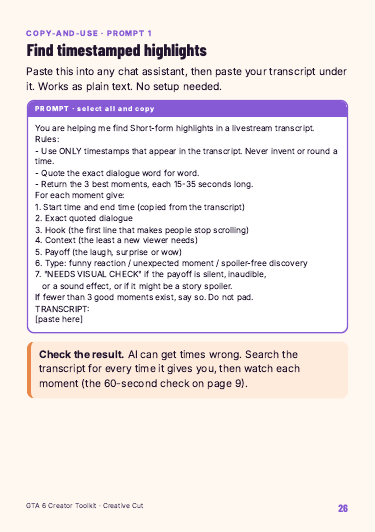 COPY-AND-USE · PROMPT 1
Find timestamped highlights
Paste this into any chat assistant, then paste your transcript under
it. Works as plain text. No setup needed.
PROMPT · select all and copy
You are helping me find Short-form highlights in a livestream transcript.
Rules:
- Use ONLY timestamps that appear in the transcript. Never invent or round a
time.
- Quote the exact dialogue word for word.
- Return the 3 best moments, each 15-35 seconds long.
For each moment give:
1. Start time and end time (copied from the transcript)
2. Exact quoted dialogue
3. Hook (the first line that makes people stop scrolling)
4. Context (the least a new viewer needs)
5. Payoff (the laugh, surprise or wow)
6. Type: funny reaction / unexpected moment / spoiler-free discovery
7. "NEEDS VISUAL CHECK" if the payoff is silent, inaudible,
or a sound effect, or if it might be a story spoiler.
If fewer than 3 good moments exist, say so. Do not pad.
TRANSCRIPT:
[paste here]
Check the result. AI can get times wrong. Search the
transcript for every time it gives you, then watch each
moment (the 60-second check on page 9).
GTA 6 Creator Toolkit · Creative Cut
26